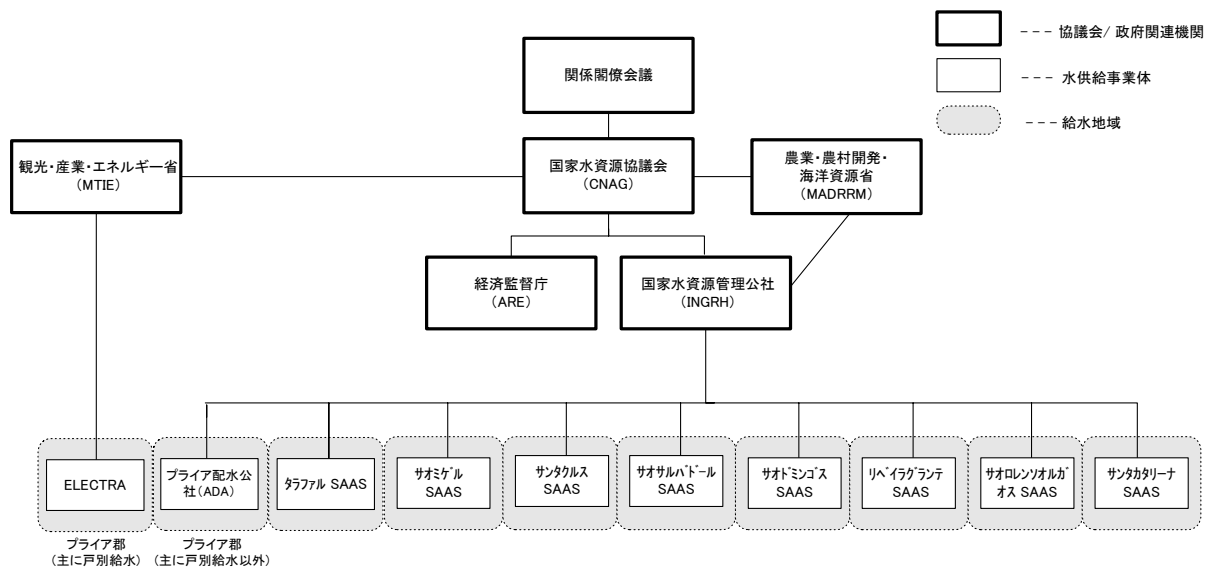 協議会/ 政府関連機関
関係閣僚会議
水供給事業体
給水地域
観光・産業・エネルギー省
(MTIE)
国家水資源協議会
(CNAG)
農業・農村開発・
海洋資源省
(MADRRM)
経済監督庁
(ARE)
国家水資源管理公社
(INGRH)
ELECTRA
プライア配水公
社(ADA)
ﾀﾗﾌｧﾙ SAAS
ｻｵﾐｹﾞﾙ
SAAS
ｻﾝﾀｸﾙｽ
SAAS
ｻｵｻﾙﾊﾞﾄﾞｰﾙ
SAAS
ｻｵﾄﾞﾐﾝｺﾞｽ
SAAS
ﾘﾍﾞｲﾗｸﾞﾗﾝﾃ
SAAS
ｻｵﾛﾚﾝｿｵﾙｶﾞ
ｵｽ SAAS
ｻﾝﾀｶﾀﾘｰﾅ
SAAS
プライア郡
(主に戸別給水)
プライア郡
(主に戸別給水以外)